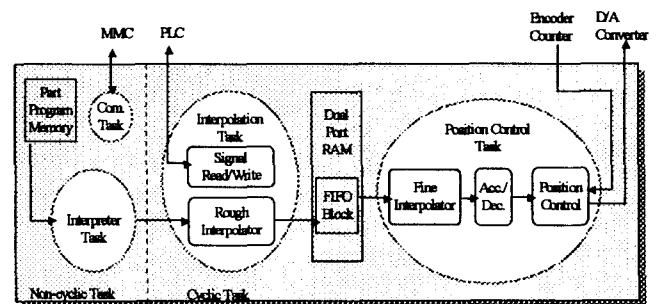 MMC
PLC
Encoder
Counter
D/A
Converter
Part
Program
Memory
Com.
Task
Interpolation
Task
Signal
Read/Write
Rough
Interpolator
Interpreter
Task
Dual
Port
RAM
FIFO
Block
Position Control
Task
Fine
Interpolator
Acc./
Dec.
Position
Control
Non-cyclic Task
Cyclic Task